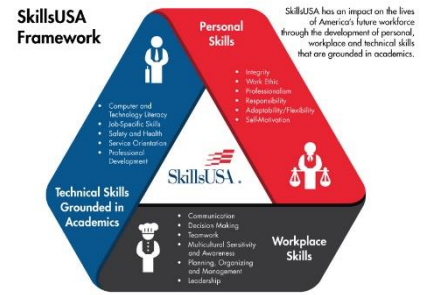 SkillsUSA
Framework
SkillsUSA has an impact on the lives
of America's future workforce
through the development of personal,
workplace and technical skills
that are grounded in academics.
Personal
Skills
• Integrity
• Work Ethic
• Professionalism
• Responsibility
• Adaptability/Flexibility
• Self-Motivation
• Computer and
Technology Literacy
• Job-Specific Skills
• Safety and Health
• Service Orientation
• Professional
Development
SkillsUSA
Technical Skills
Grounded in
Academics
• Communication
• Decision Making
• Teamwork
• Multicultural Sensitivity
and Awareness
• Planning, Organizing
and Management
• Leadership
Workplace
Skills